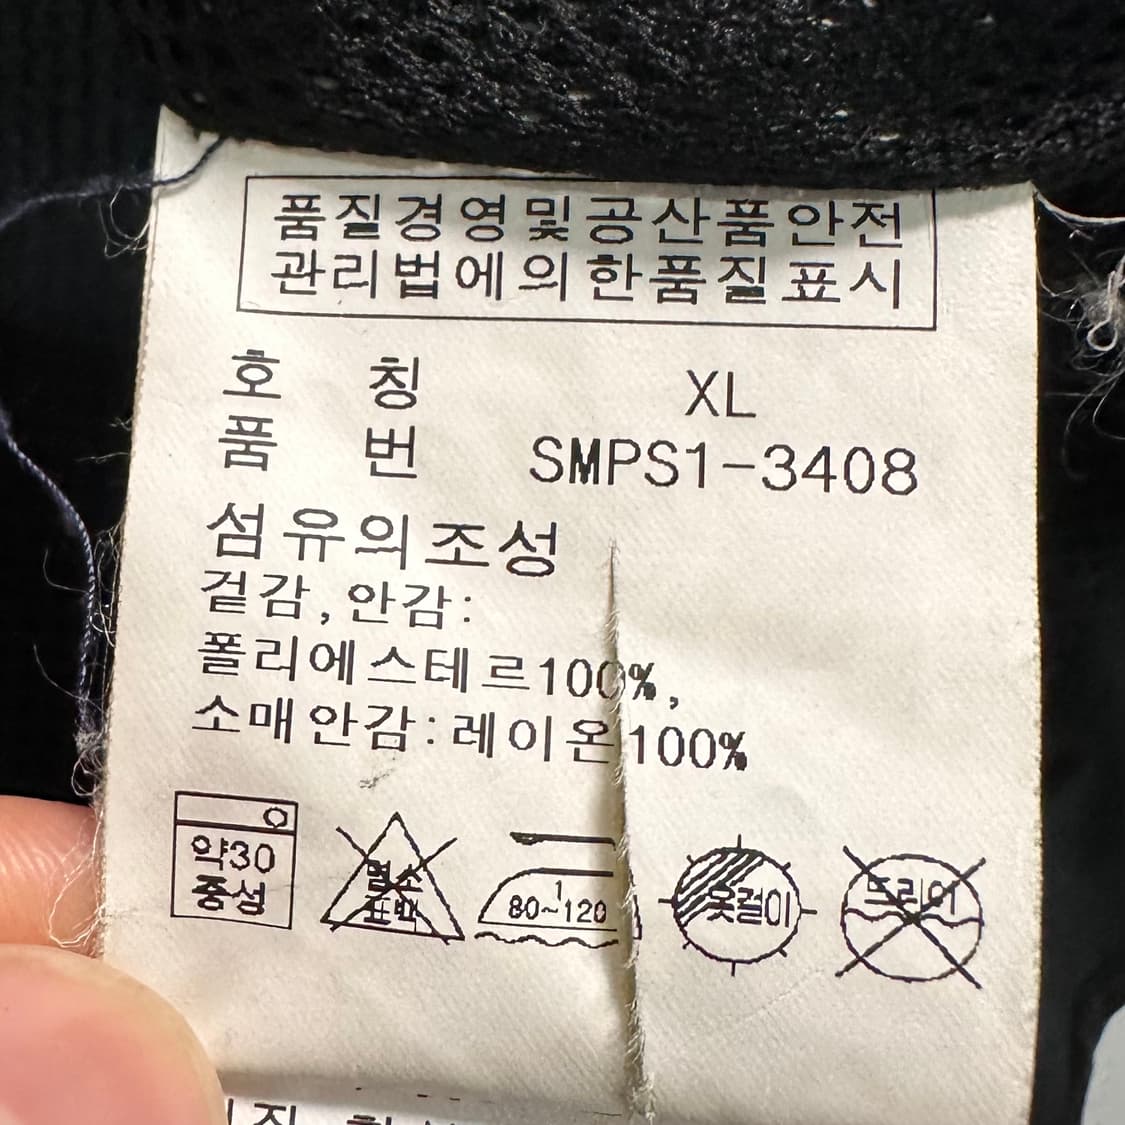 품질경영및공산품안전
관리법에의한품질표시
호 칭 XL
품 번 SMPS1-3408
섬유의조성
겉감,안감:
폴리에스테르100%,
소매안감:레이온100%
약30
중성
염소
표백
1
80~120
옷걸이
드라이